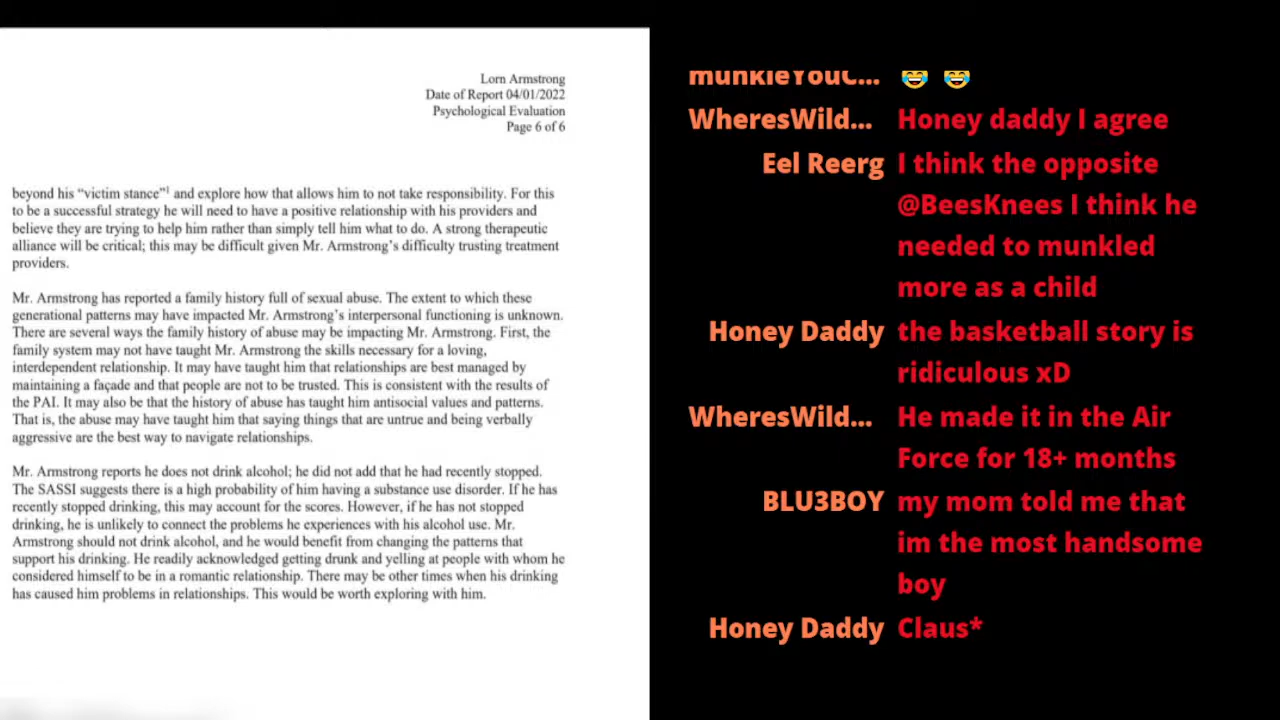 Lorn Armstrong
Date of Report 04/01/2022
Psychological Evaluation
Page 6 of 6
beyond his “victim stance”¹ and explore how that allows him to not take responsibility. For this
to be a successful strategy he will need to have a positive relationship with his providers and
believe they are trying to help him rather than simply tell him what to do. A strong therapeutic
alliance will be critical; this may be difficult given Mr. Armstrong’s difficulty trusting treatment
providers.
Mr. Armstrong has reported a family history full of sexual abuse. The extent to which these
generational patterns may have impacted Mr. Armstrong’s interpersonal functioning is unknown.
There are several ways the family history of abuse may be impacting Mr. Armstrong. First, the
family system may not have taught Mr. Armstrong the skills necessary for a loving,
interdependent relationship. It may have taught him that relationships are best managed by
maintaining a façade and that people are not to be trusted. This is consistent with the results of
the PAI. It may also be that the history of abuse has taught him antisocial values and patterns.
That is, the abuse may have taught him that saying things that are untrue and being verbally
aggressive are the best way to navigate relationships.
Mr. Armstrong reports he does not drink alcohol; he did not add that he had recently stopped.
The SASSI suggests there is a high probability of him having a substance use disorder. If he has
recently stopped drinking, this may account for the scores. However, if he has not stopped
drinking, he is unlikely to connect the problems he experiences with his alcohol use. Mr.
Armstrong should not drink alcohol, and he would benefit from changing the patterns that
support his drinking. He readily acknowledged getting drunk and yelling at people with whom he
considered himself to be in a romantic relationship. There may be other times when his drinking
has caused him problems in relationships. This would be worth exploring with him.
munkieYouC... 😂 😂
WheresWild... Honey daddy I agree
Eel Reerg I think the opposite
@BeesKnees I think he
needed to munkled
more as a child
Honey Daddy the basketball story is
ridiculous xD
WheresWild... He made it in the Air
Force for 18+ months
BLU3BOY my mom told me that
im the most handsome
boy
Honey Daddy Claus*